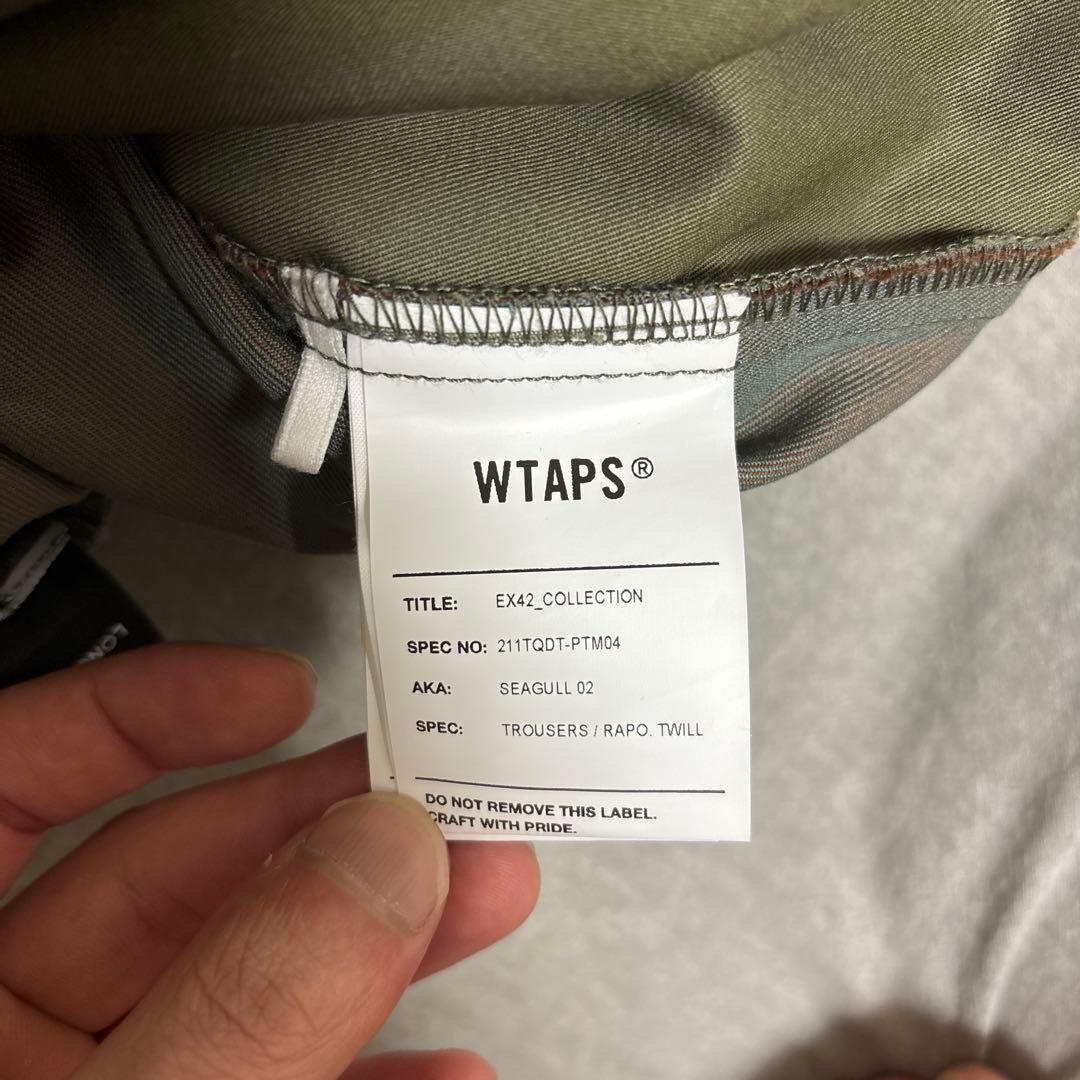 WTAPS®
TITLE: EX42_COLLECTION
SPEC NO: 211TQDT-PTM04
AKA: SEAGULL 02
SPEC: TROUSERS / RAPO. TWILL
DO NOT REMOVE THIS LABEL.
CRAFT WITH PRIDE.